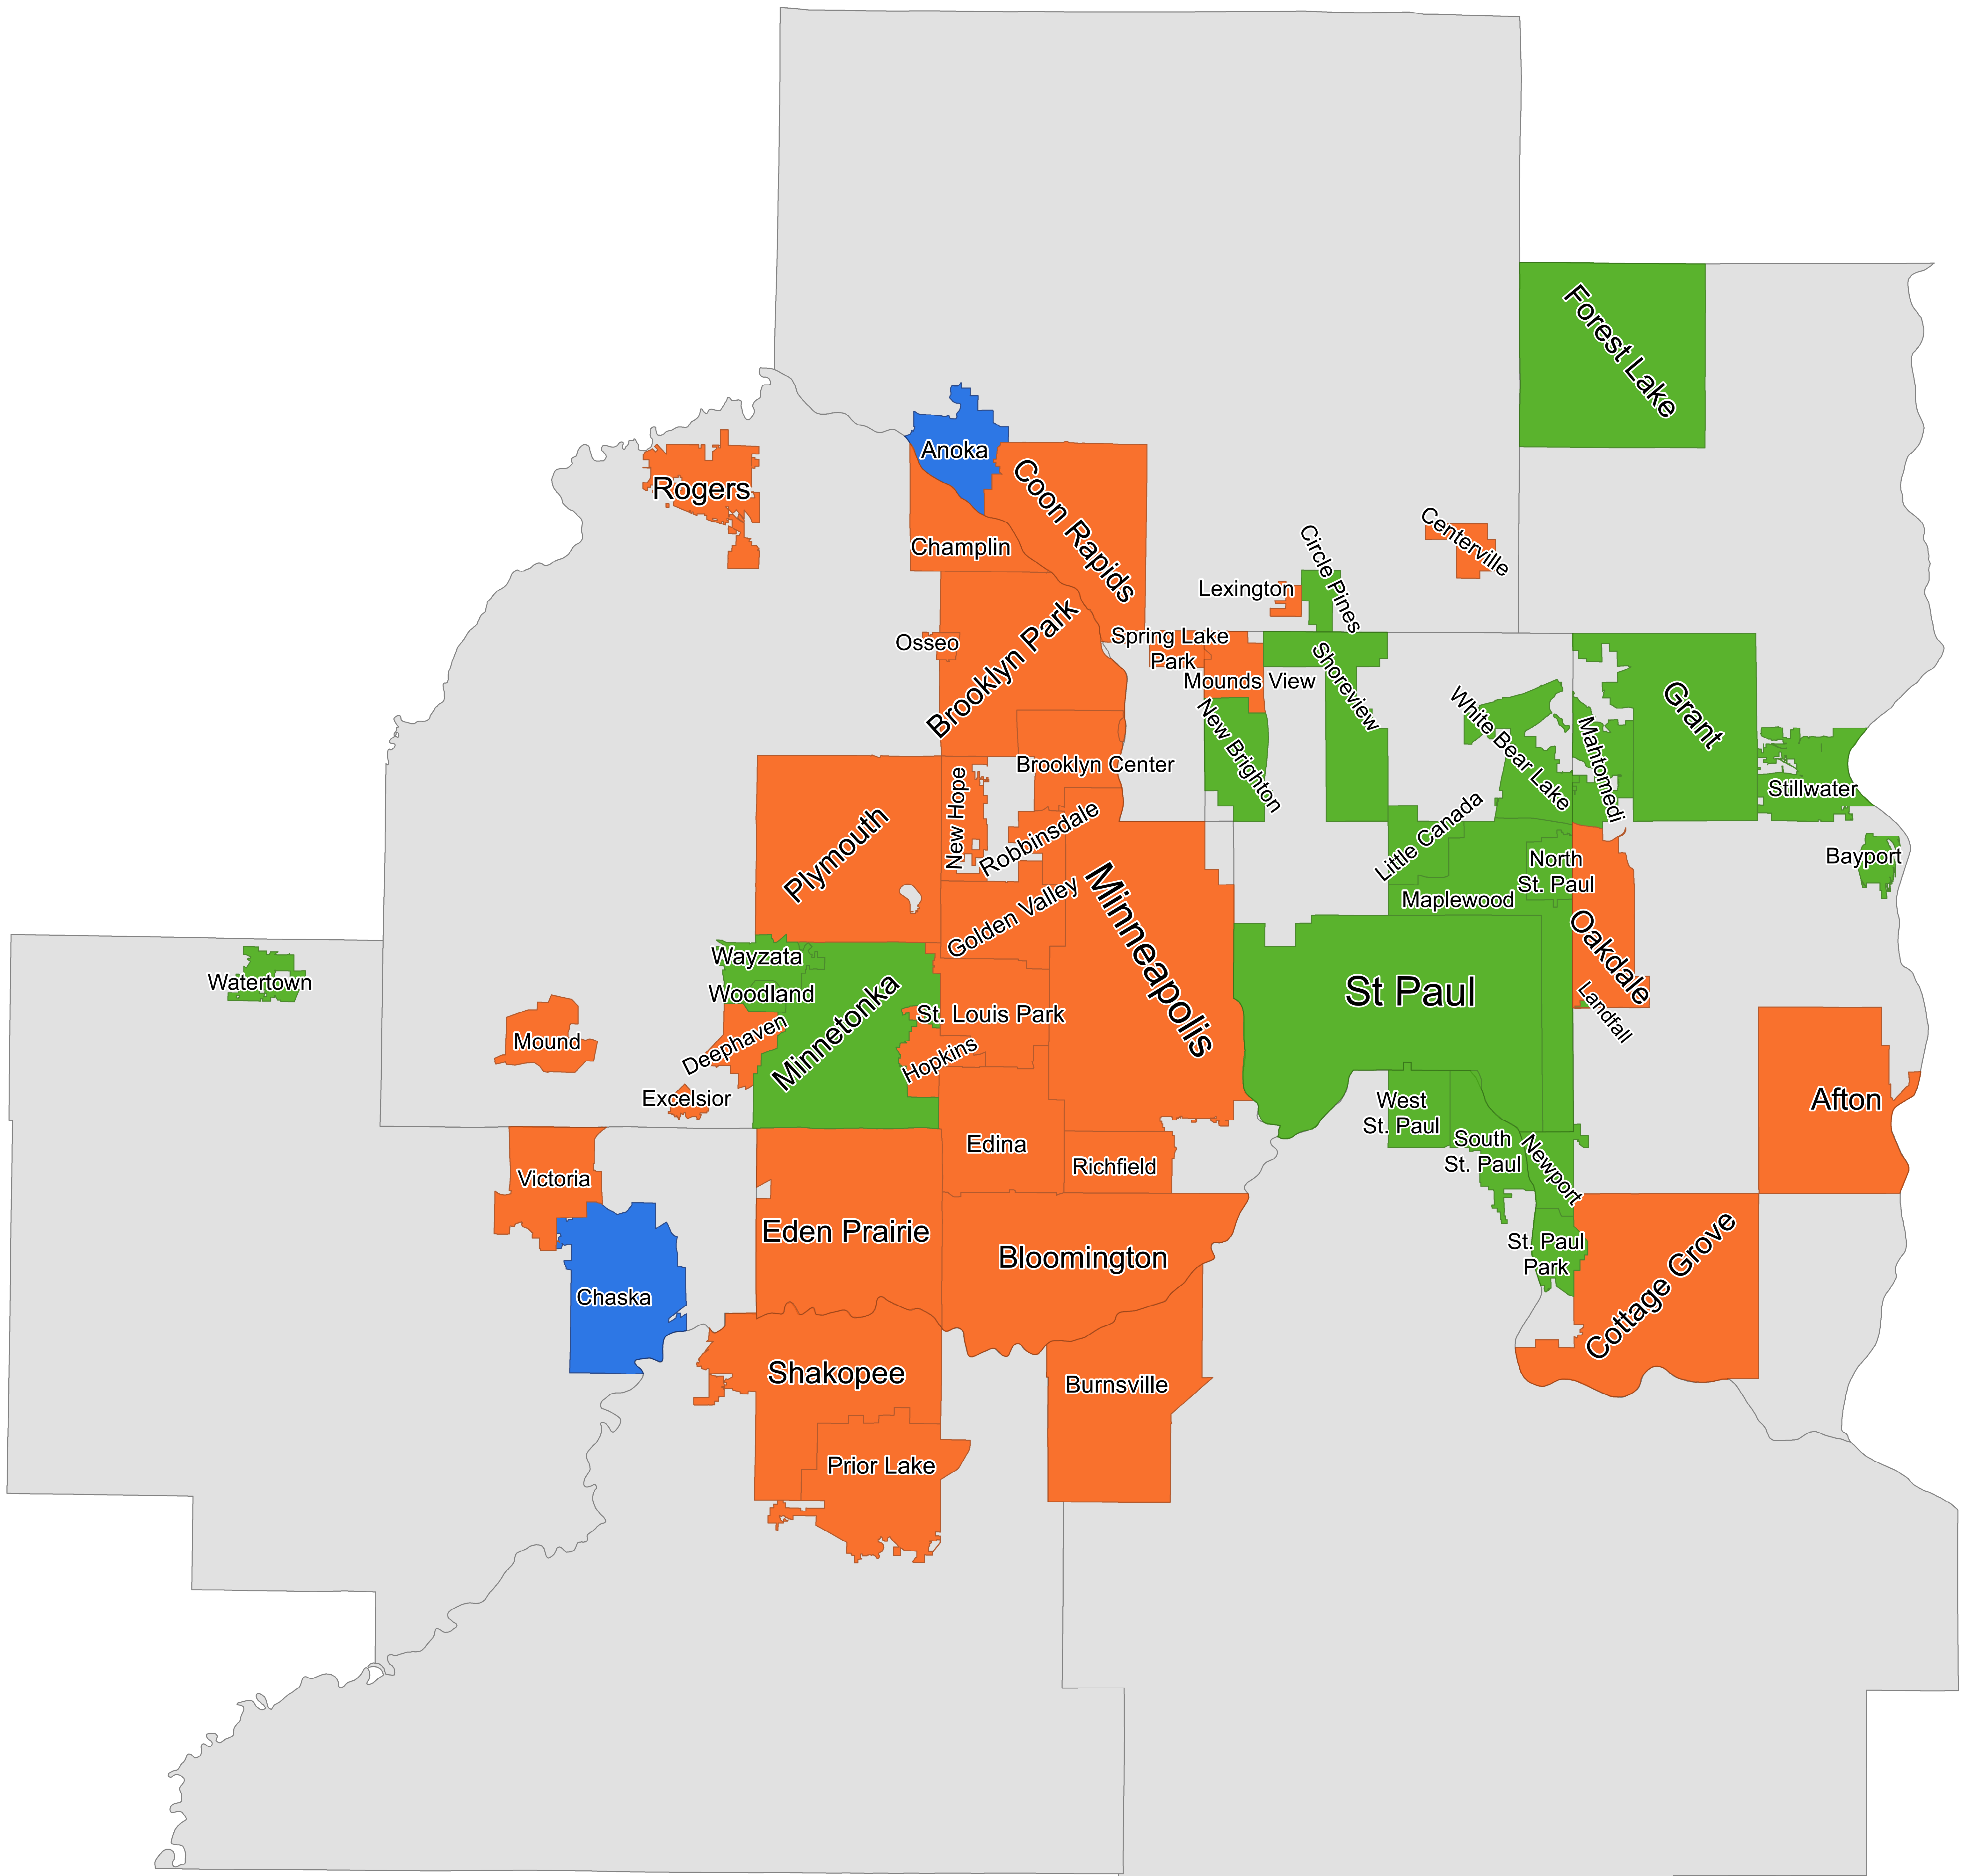 Forest Lake
Anoka
Rogers
Coon Rapids
Champlin
Centerville
Circle Pines
Lexington
Brooklyn Park
Osseo
Spring Lake
Park
Mounds View
Shoreview
New Brighton
White Bear Lake
Mahtomedi
Grant
Stillwater
Brooklyn Center
New Hope
Robbinsdale
Plymouth
Little Canada
North
St. Paul
Bayport
Maplewood
Golden Valley
Minneapolis
Oakdale
Wayzata
Watertown
Woodland
Minnetonka
St Paul
St. Louis Park
Landfall
Mound
Deephaven
Hopkins
Excelsior
Afton
West
St. Paul
Edina
South
St. Paul
Newport
Richfield
Victoria
Eden Prairie
Bloomington
St. Paul
Park
Cottage Grove
Chaska
Shakopee
Burnsville
Prior Lake